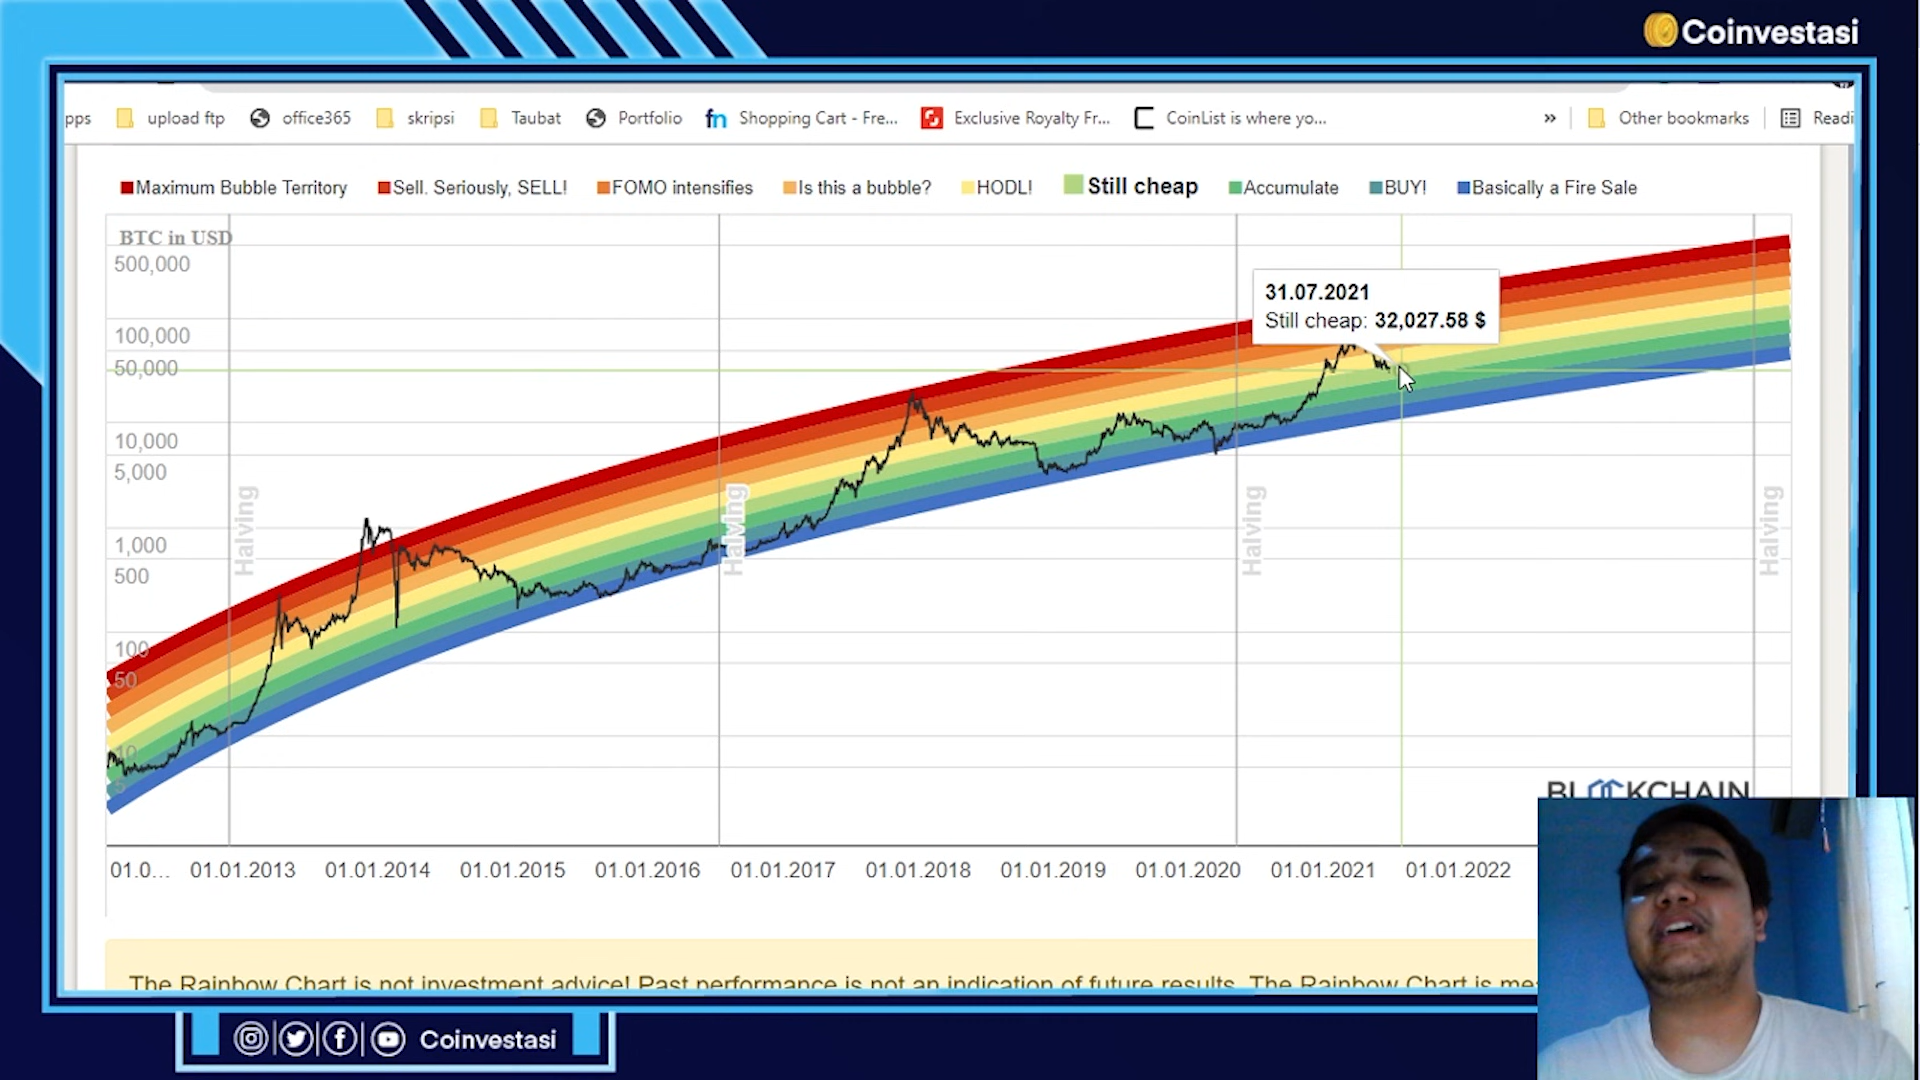 Coinvestasi
pps upload ftp office365 skripsi Taubat Portfolio fn Shopping Cart - Fre... Exclusive Royalty Fr... CoinList is where yo... » Other bookmarks Readi
Maximum Bubble Territory Sell. Seriously, SELL! FOMO intensifies Is this a bubble? HODL! Still cheap Accumulate BUY! Basically a Fire Sale
BTC in USD
500,000
31.07.2021
Still cheap: 32,027.58 $
100,000
50,000
10,000
5,000
Halving
Halving
Halving
Halving
1,000
500
100
50
10
5
BLOCKCHAIN
01.0... 01.01.2013 01.01.2014 01.01.2015 01.01.2016 01.01.2017 01.01.2018 01.01.2019 01.01.2020 01.01.2021 01.01.2022
The Rainbow Chart is not investment advice! Past performance is not an indication of future results. The Rainbow Chart is me
Coinvestasi